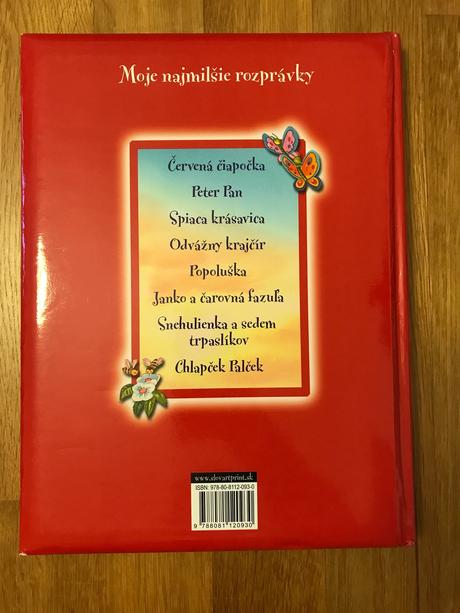 Moje najmilšie rozprávky
Červená čiapočka
Peter Pan
Spiaca krásavica
Odvážny krajčír
Popoluška
Janko a čarovná fazuľa
Snehulienka a sedem
trpaslíkov
Chlapček Palček
www.slovartprint.sk
ISBN: 978-80-8112-093-0
9 788081 120930